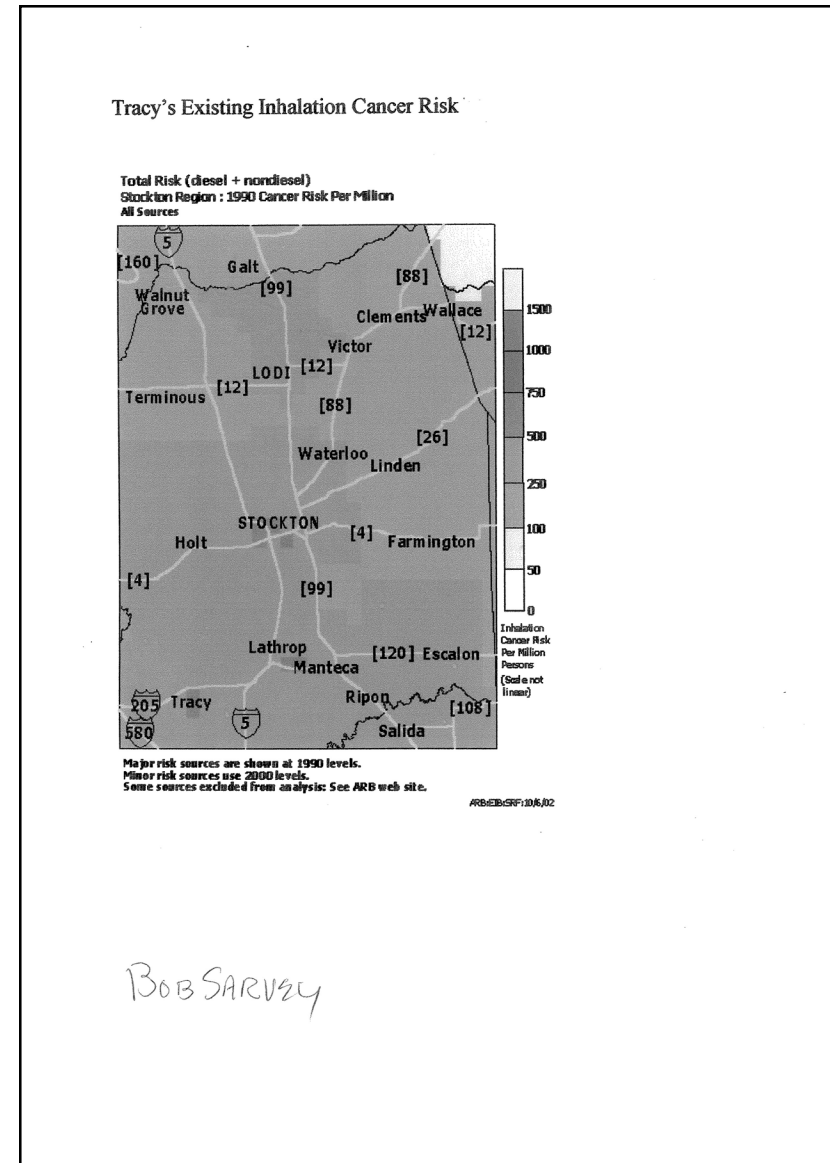 Tracy's Existing Inhalation Cancer Risk
Total Risk (diesel + nondiesel)
Stockton Region : 1990 Cancer Risk Per Million
All Sources
5
[160]
Galt
[88]
[99]
Walnut
Grove
Clements
Wallace
[12]
Victor
[12]
LODI
[12]
Terminous
[88]
[26]
Waterloo
Linden
STOCKTON
[4]
Holt
Farmington
[4]
[99]
Lathrop
[120] Escalon
Manteca
205
Tracy
Ripon
[108]
580
5
Salida
1500
1000
750
500
250
100
50
0
Inhalation
Cancer Risk
Per Million
Persons
(Scale not
linear)
Major risk sources are shown at 1990 levels.
Minor risk sources use 2000 levels.
Some sources excluded from analysis: See ARB web site.
ARB:EIB:SRF:10/6/02
BOB SARVEY